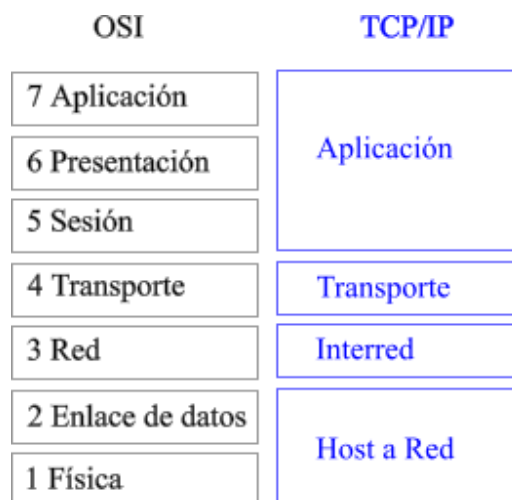 OSI
TCP/IP
7 Aplicación
6 Presentación
5 Sesión
4 Transporte
3 Red
2 Enlace de datos
1 Física
Aplicación
Transporte
Interred
Host a Red